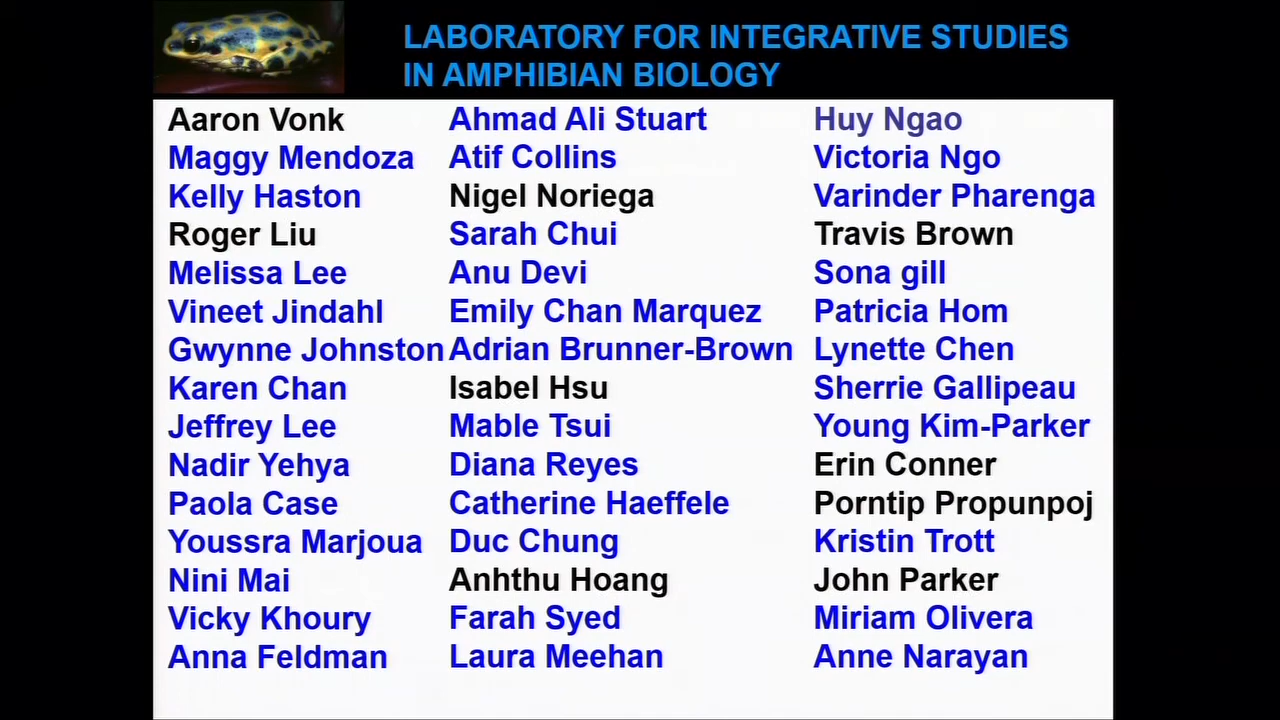 LABORATORY FOR INTEGRATIVE STUDIES
IN AMPHIBIAN BIOLOGY
Aaron Vonk
Maggy Mendoza
Kelly Haston
Roger Liu
Melissa Lee
Vineet Jindahl
Gwynne Johnston
Karen Chan
Jeffrey Lee
Nadir Yehya
Paola Case
Youssra Marjoua
Nini Mai
Vicky Khoury
Anna Feldman
Ahmad Ali Stuart
Atif Collins
Nigel Noriega
Sarah Chui
Anu Devi
Emily Chan Marquez
Adrian Brunner-Brown
Isabel Hsu
Mable Tsui
Diana Reyes
Catherine Haeffele
Duc Chung
Anhthu Hoang
Farah Syed
Laura Meehan
Huy Ngao
Victoria Ngo
Varinder Pharenga
Travis Brown
Sona gill
Patricia Hom
Lynette Chen
Sherrie Gallipeau
Young Kim-Parker
Erin Conner
Porntip Propunpoj
Kristin Trott
John Parker
Miriam Olivera
Anne Narayan